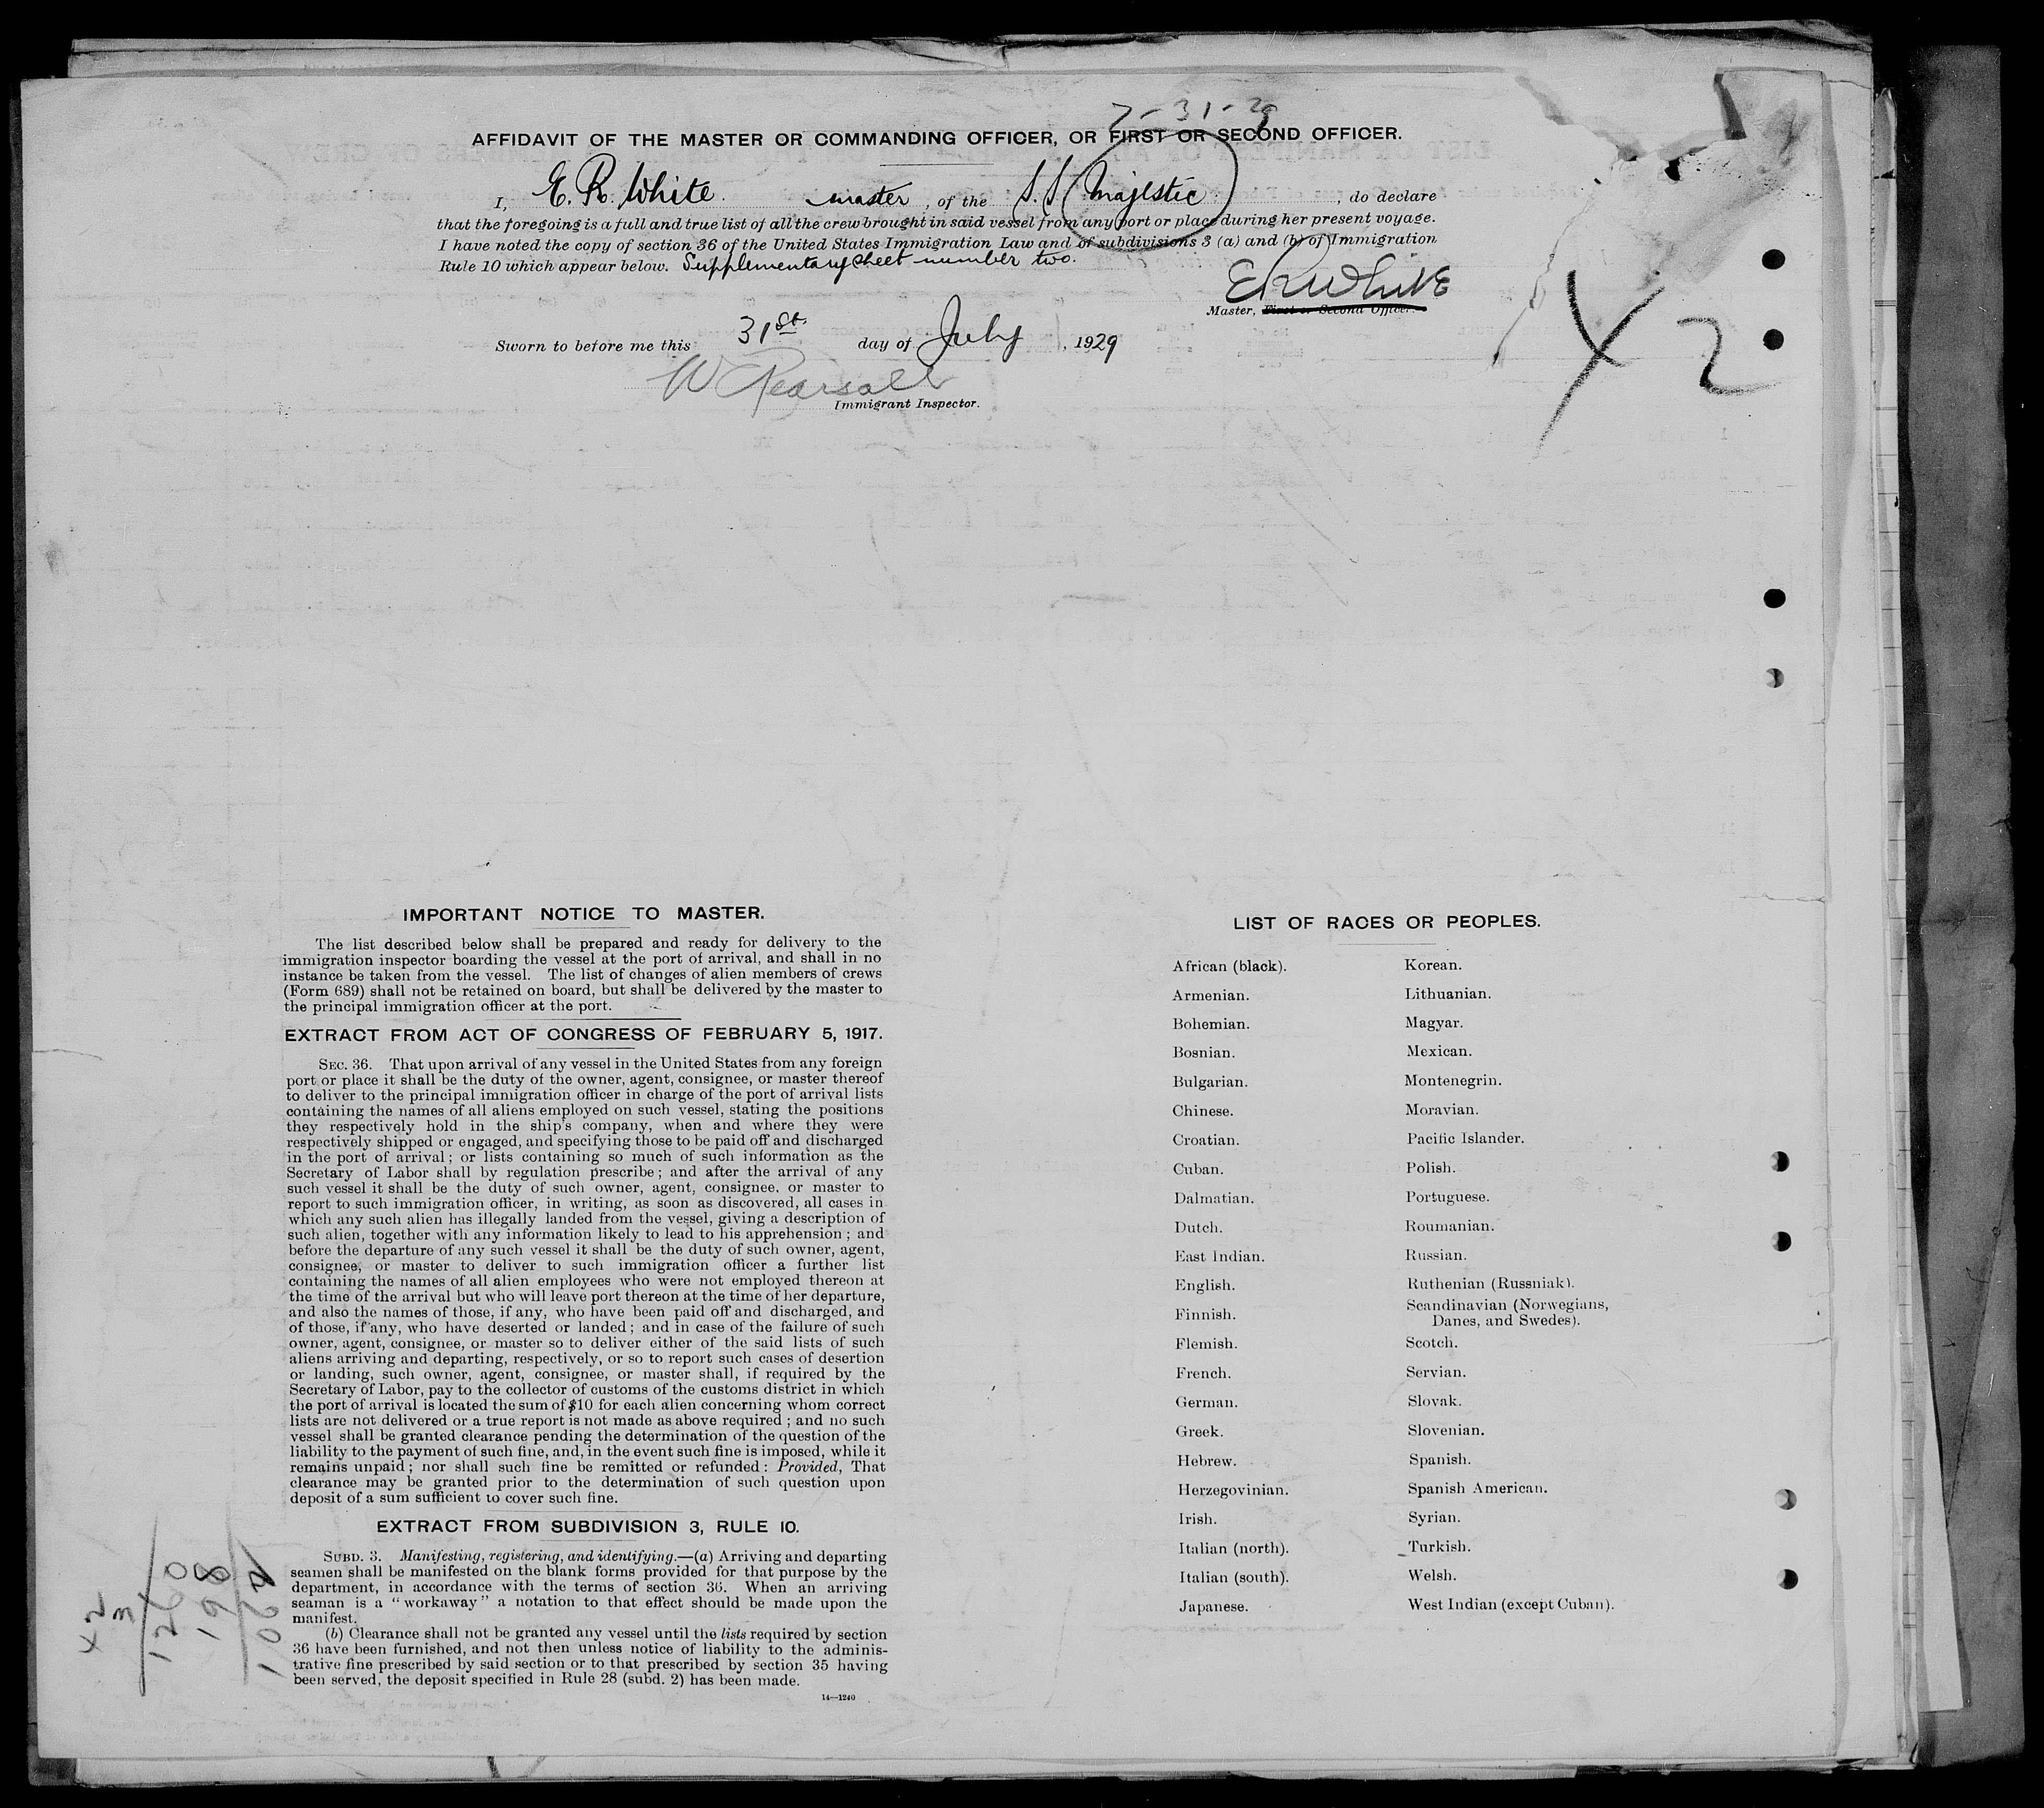 7-31-29
AFFIDAVIT OF THE MASTER OR COMMANDING OFFICER, OR FIRST OR SECOND OFFICER.
I, E. R. White. master, of the S.S. Majestic, do declare
that the foregoing is a full and true list of all the crew brought in said vessel from any port or place during her present voyage.
I have noted the copy of section 36 of the United States Immigration Law and of subdivisions 3 (a) and (b) of Immigration
Rule 10 which appear below. Supplementary sheet number two.
E R White
Master, First or Second Officer.
X 2
Sworn to before me this 31st. day of July, 1929
W Pearsall
Immigrant Inspector.
IMPORTANT NOTICE TO MASTER.
The list described below shall be prepared and ready for delivery to the
immigration inspector boarding the vessel at the port of arrival, and shall in no
instance be taken from the vessel. The list of changes of alien members of crews
(Form 689) shall not be retained on board, but shall be delivered by the master to
the principal immigration officer at the port.
EXTRACT FROM ACT OF CONGRESS OF FEBRUARY 5, 1917.
SEC. 36. That upon arrival of any vessel in the United States from any foreign
port or place it shall be the duty of the owner, agent, consignee, or master thereof
to deliver to the principal immigration officer in charge of the port of arrival lists
containing the names of all aliens employed on such vessel, stating the positions
they respectively hold in the ship's company, when and where they were
respectively shipped or engaged, and specifying those to be paid off and discharged
in the port of arrival; or lists containing so much of such information as the
Secretary of Labor shall by regulation prescribe; and after the arrival of any
such vessel it shall be the duty of such owner, agent, consignee, or master to
report to such immigration officer, in writing, as soon as discovered, all cases in
which any such alien has illegally landed from the vessel, giving a description of
such alien, together with any information likely to lead to his apprehension; and
before the departure of any such vessel it shall be the duty of such owner, agent,
consignee, or master to deliver to such immigration officer a further list
containing the names of all alien employees who were not employed thereon at
the time of the arrival but who will leave port thereon at the time of her departure,
and also the names of those, if any, who have been paid off and discharged, and
of those, if any, who have deserted or landed; and in case of the failure of such
owner, agent, consignee, or master so to deliver either of the said lists of such
aliens arriving and departing, respectively, or so to report such cases of desertion
or landing, such owner, agent, consignee, or master shall, if required by the
Secretary of Labor, pay to the collector of customs of the customs district in which
the port of arrival is located the sum of $10 for each alien concerning whom correct
lists are not delivered or a true report is not made as above required; and no such
vessel shall be granted clearance pending the determination of the question of the
liability to the payment of such fine, and, in the event such fine is imposed, while it
remains unpaid; nor shall such fine be remitted or refunded: Provided, That
clearance may be granted prior to the determination of such question upon
deposit of a sum sufficient to cover such fine.
EXTRACT FROM SUBDIVISION 3, RULE 10.
SUBD. 3. Manifesting, registering, and identifying.—(a) Arriving and departing
seamen shall be manifested on the blank forms provided for that purpose by the
department, in accordance with the terms of section 36. When an arriving
seaman is a "workaway" a notation to that effect should be made upon the
manifest.
(b) Clearance shall not be granted any vessel until the lists required by section
36 have been furnished, and not then unless notice of liability to the adminis-
trative fine prescribed by said section or to that prescribed by section 35 having
been served, the deposit specified in Rule 28 (subd. 2) has been made.
14—1240
LIST OF RACES OR PEOPLES.
African (black).
Armenian.
Bohemian.
Bosnian.
Bulgarian.
Chinese.
Croatian.
Cuban.
Dalmatian.
Dutch.
East Indian.
English.
Finnish.
Flemish.
French.
German.
Greek.
Hebrew.
Herzegovinian.
Irish.
Italian (north).
Italian (south).
Japanese.
Korean.
Lithuanian.
Magyar.
Mexican.
Montenegrin.
Moravian.
Pacific Islander.
Polish.
Portuguese.
Roumanian.
Russian.
Ruthenian (Russniak).
Scandinavian (Norwegians,
Danes, and Swedes).
Scotch.
Servian.
Slovak.
Slovenian.
Spanish.
Spanish American.
Syrian.
Turkish.
Welsh.
West Indian (except Cuban).
1260
198